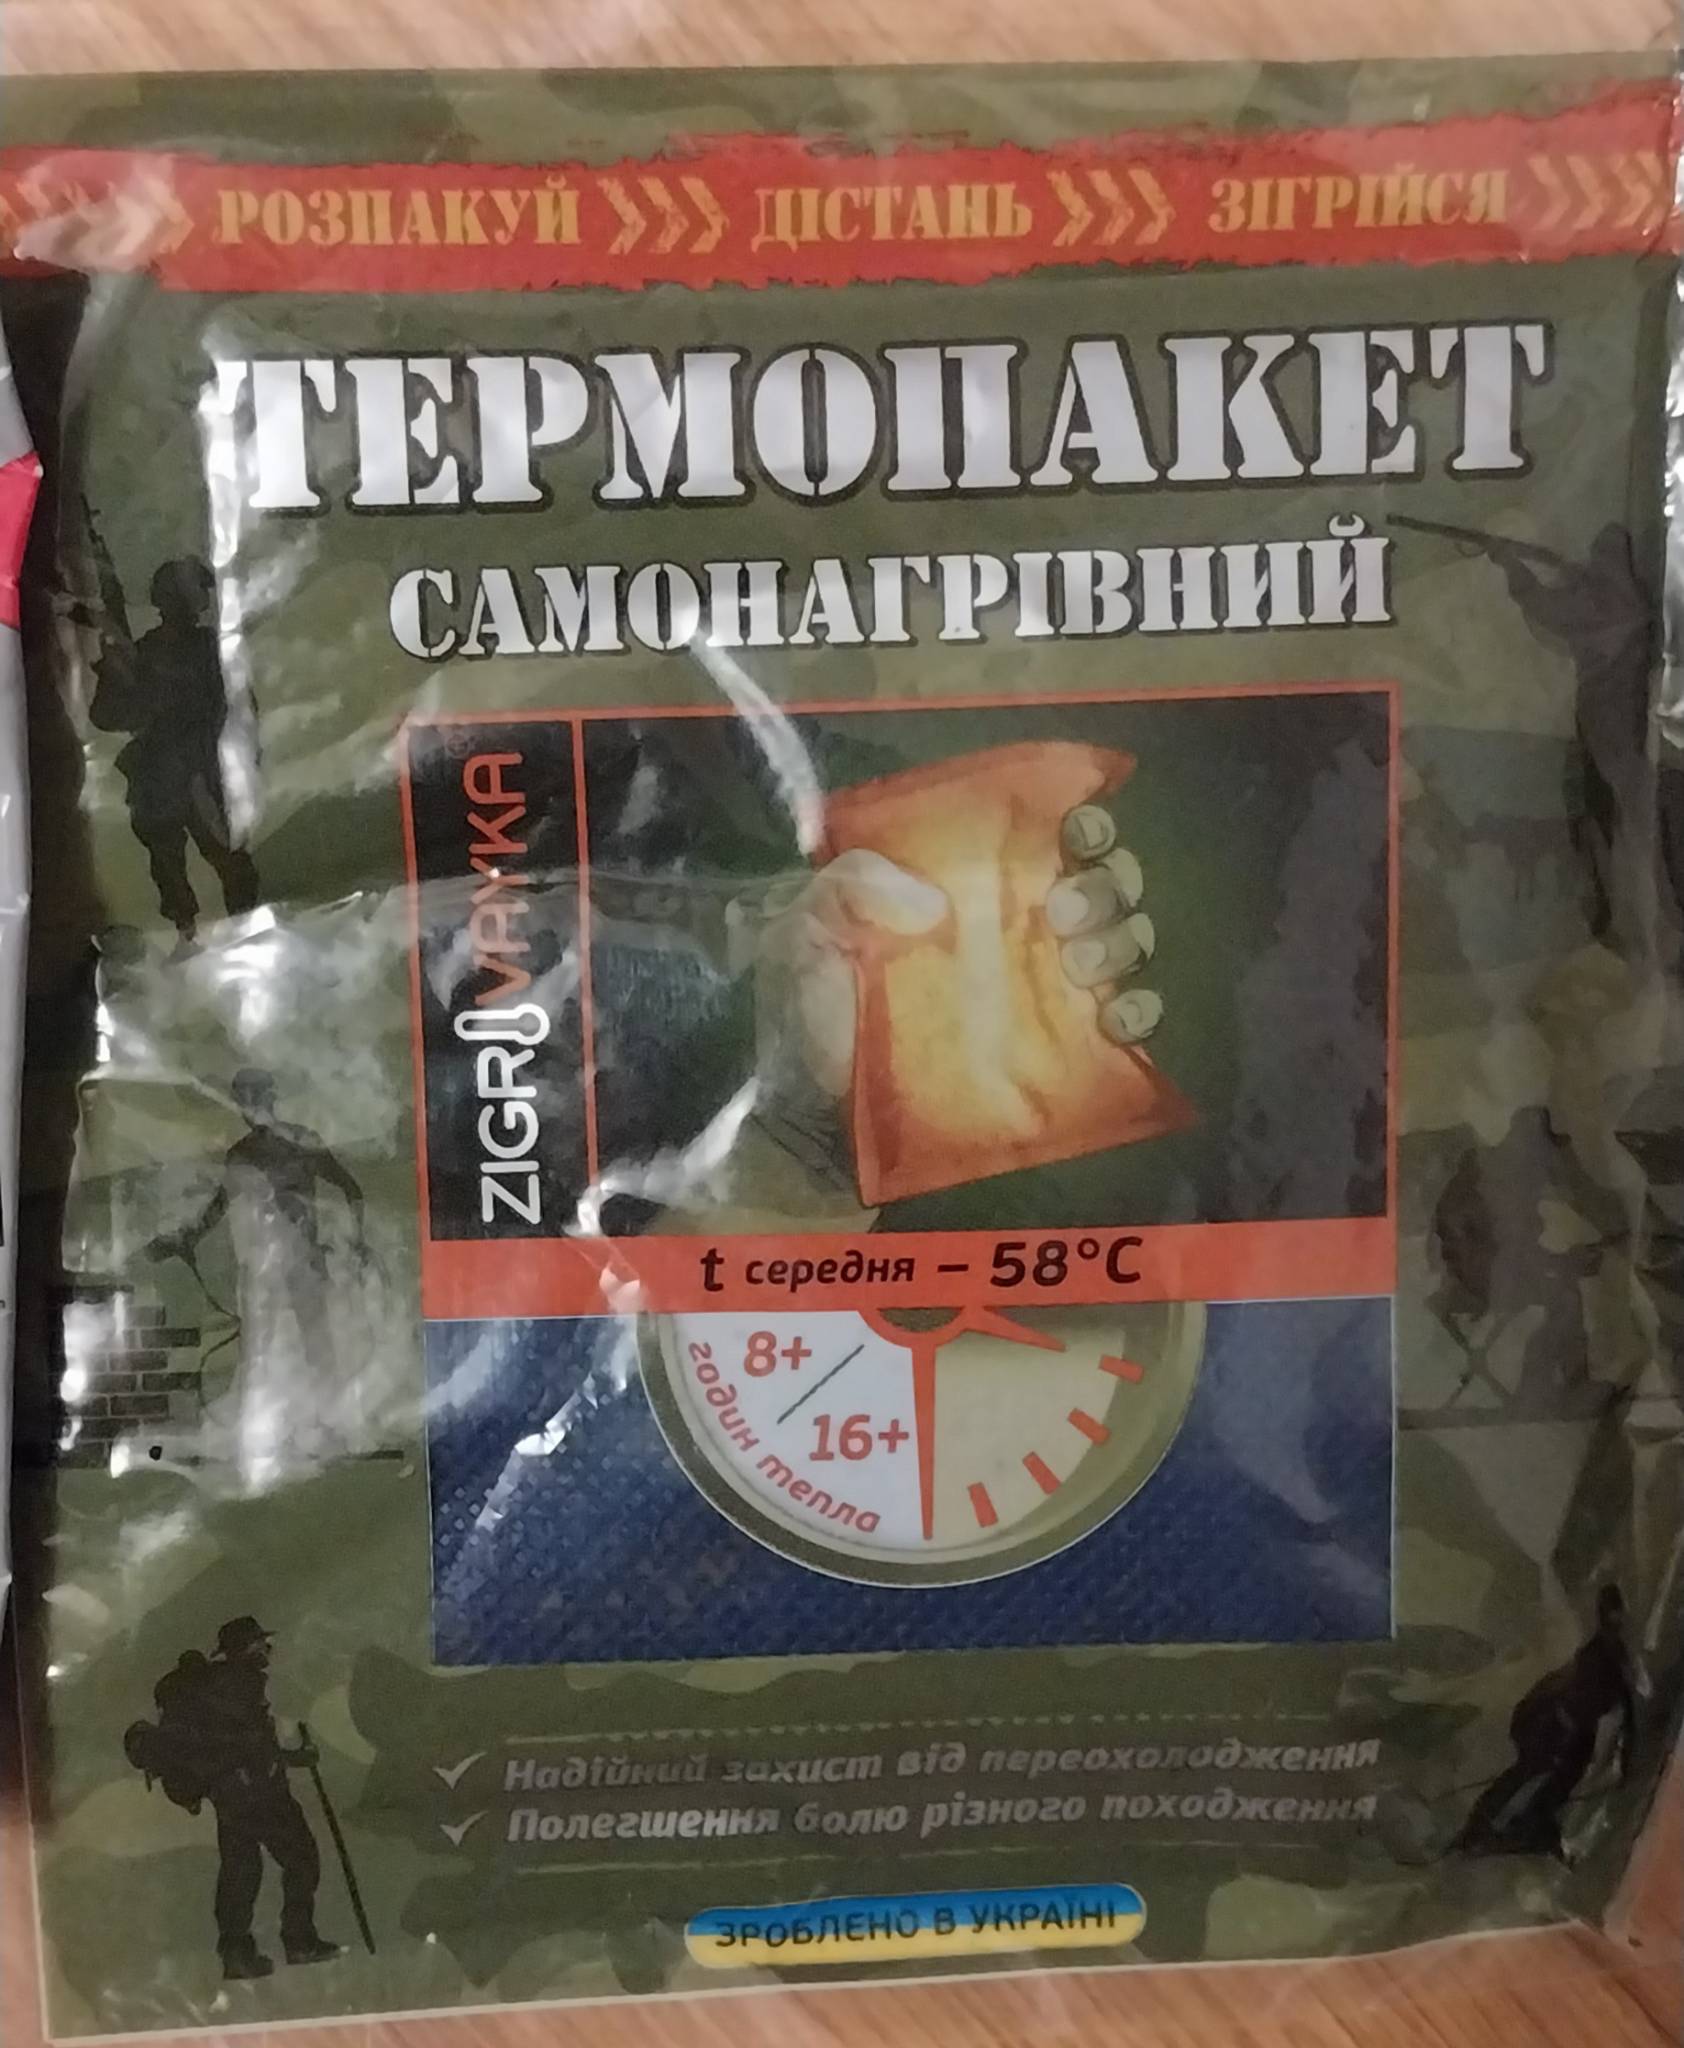 РОЗПАКУЙ ДІСТАНЬ ЗІГРІЙСЯ
ТЕРМОПАКЕТ
САМОНАГРІВНИЙ
ZIGRIVAYKA®
t середня – 58°C
8+
16+
годин тепла
Надійний захист від переохолодження
Полегшення болю різного походження
ЗРОБЛЕНО В УКРАЇНІ